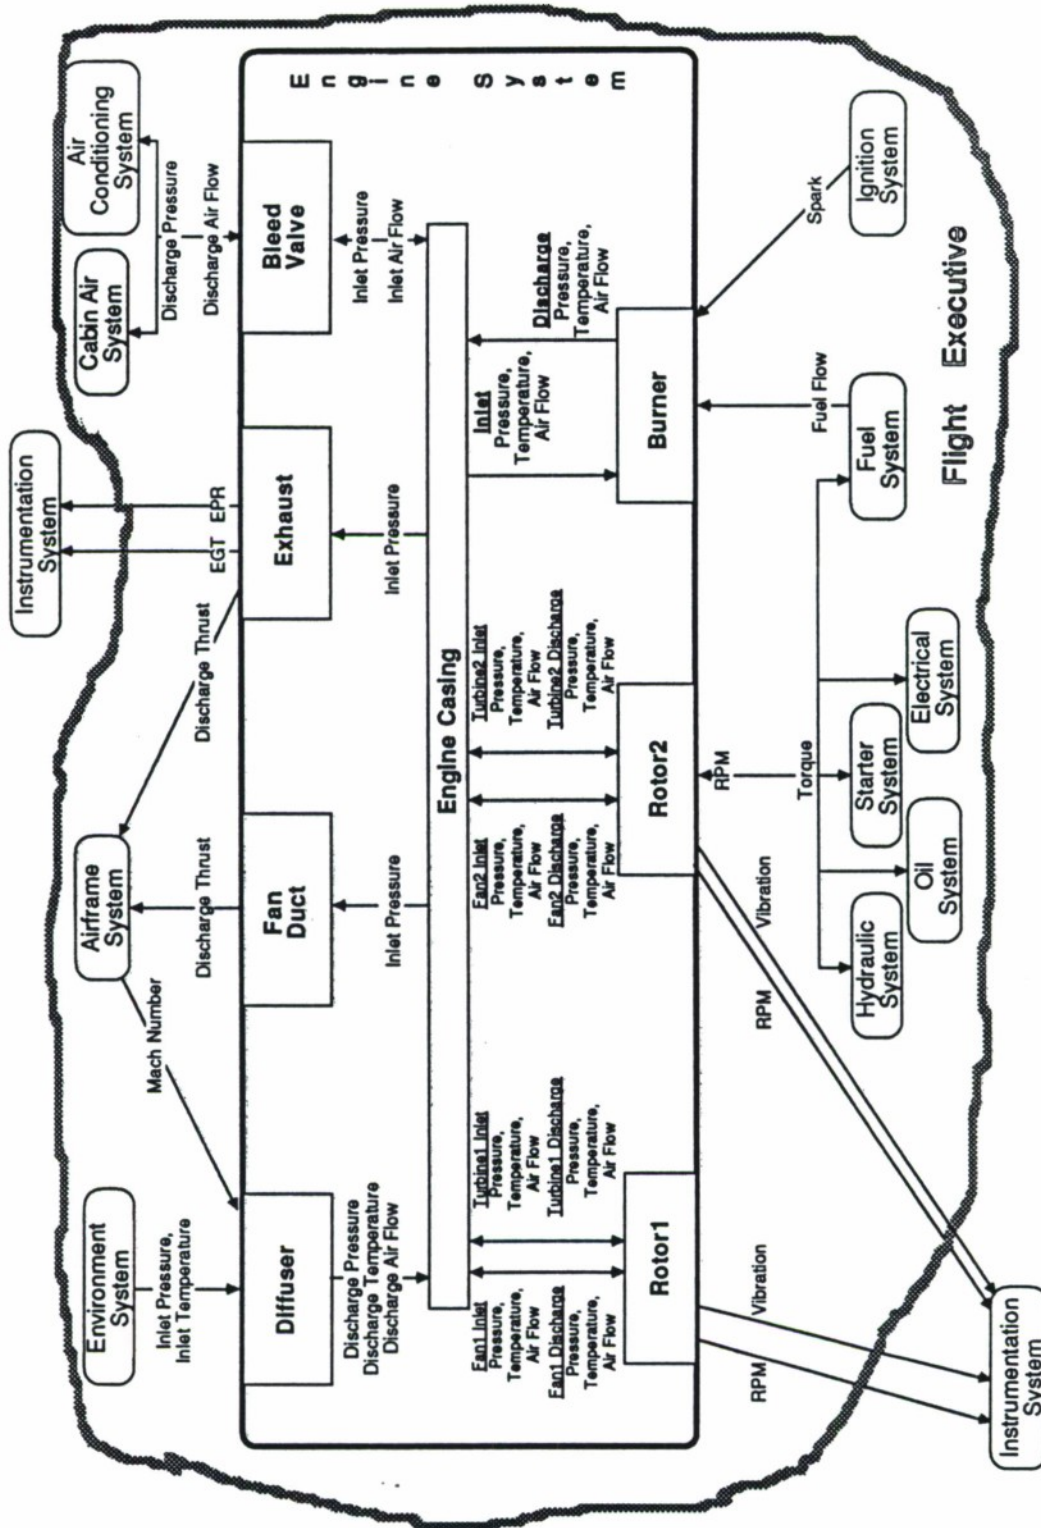 Environment
System
Inlet Pressure,
Inlet Temperature
Mach Number
Airframe
System
Discharge Thrust
Discharge Thrust
Instrumentation
System
EGT
EPR
Cabin Air
System
Air
Conditioning
System
Discharge Pressure
Discharge Air Flow
Diffuser
Fan
Duct
Exhaust
Bleed
Valve
Engine System
Discharge Pressure
Discharge Temperature
Discharge Air Flow
Inlet Pressure
Inlet Pressure
Inlet Pressure
Inlet Air Flow
Engine Casing
Fan1 Inlet
Pressure,
Temperature,
Air Flow
Fan1 Discharge
Pressure,
Temperature,
Air Flow
Turbine1 Inlet
Pressure,
Temperature,
Air Flow
Turbine1 Discharge
Pressure,
Temperature,
Air Flow
Fan2 Inlet
Pressure,
Temperature,
Air Flow
Fan2 Discharge
Pressure,
Temperature,
Air Flow
Turbine2 Inlet
Pressure,
Temperature,
Air Flow
Turbine2 Discharge
Pressure,
Temperature,
Air Flow
Inlet
Pressure,
Temperature,
Air Flow
Discharge
Pressure,
Temperature,
Air Flow
Rotor1
Rotor2
Burner
RPM
Vibration
RPM
Vibration
RPM
Torque
Fuel Flow
Spark
Hydraulic
System
Oil
System
Starter
System
Electrical
System
Fuel
System
Ignition
System
Flight Executive
Instrumentation
System